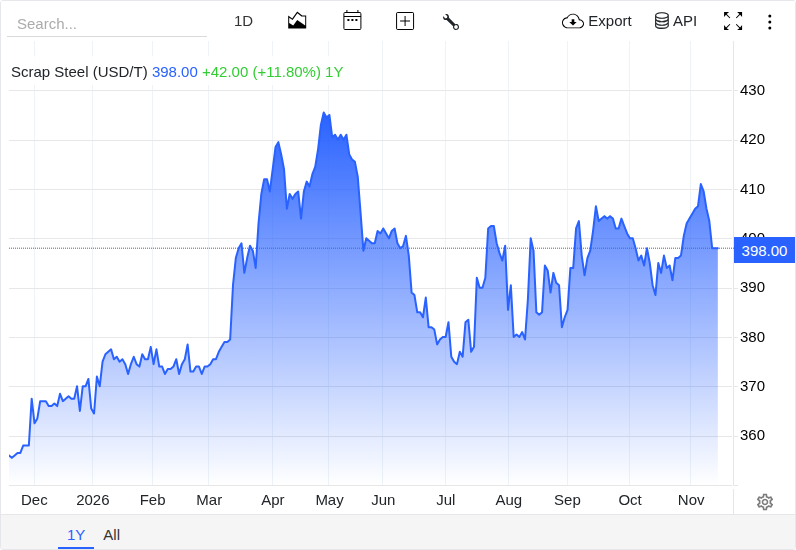 Search...
1D
Export
API
Scrap Steel (USD/T) 398.00 +42.00 (+11.80%) 1Y
430
420
410
400
398.00
390
380
370
360
Dec 2026 Feb Mar Apr May Jun Jul Aug Sep Oct Nov
1Y All